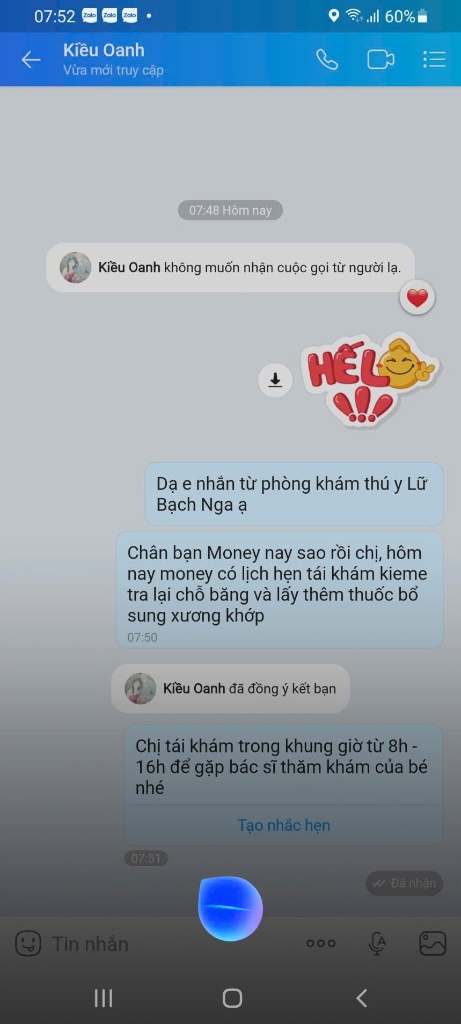 07:52 Zalo Zalo Zalo 60%
Kiều Oanh
Vừa mới truy cập
07:48 Hôm nay
Kiều Oanh không muốn nhận cuộc gọi từ người lạ.
HẾLO
!!!
Dạ e nhắn từ phòng khám thú y Lữ
Bạch Nga ạ
Chân bạn Money nay sao rồi chị, hôm
nay money có lịch hẹn tái khám kieme
tra lại chỗ băng và lấy thêm thuốc bổ
sung xương khớp
07:50
Kiều Oanh đã đồng ý kết bạn
Chị tái khám trong khung giờ từ 8h -
16h để gặp bác sĩ thăm khám của bé
nhé
Tạo nhắc hẹn
07:51
Đã nhận
Tin nhắn